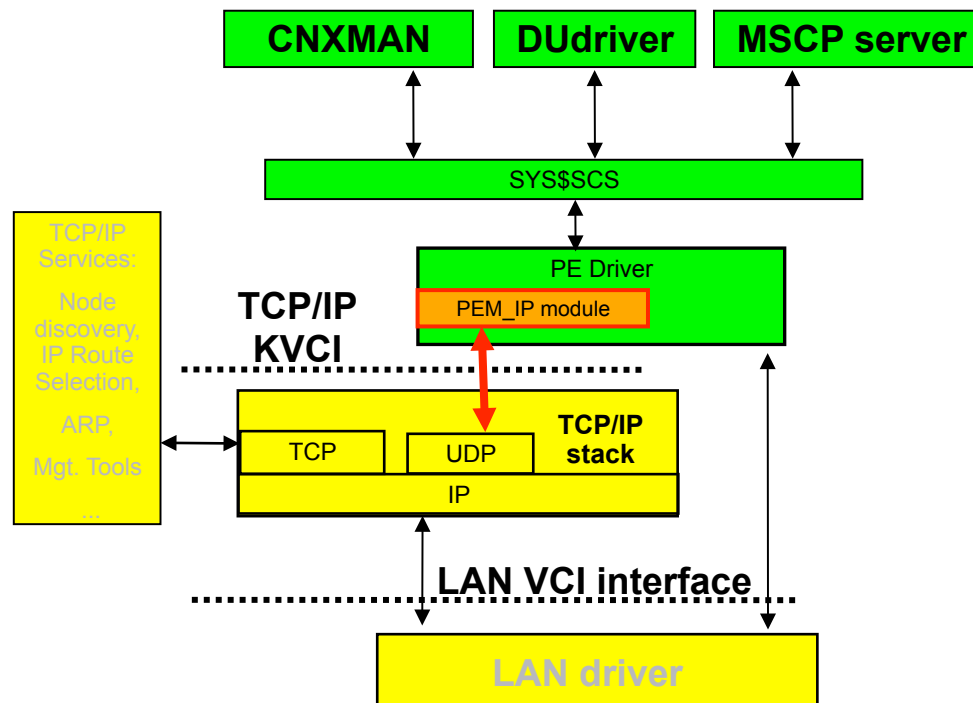 CNXMAN
DUdriver
MSCP server
SYS$SCS
TCP/IP
Services:
Node
discovery,
IP Route
Selection,
ARP,
Mgt. Tools
...
PE Driver
PEM_IP module
TCP/IP
KVCI
TCP/IP
stack
TCP
UDP
IP
LAN VCI interface
LAN driver